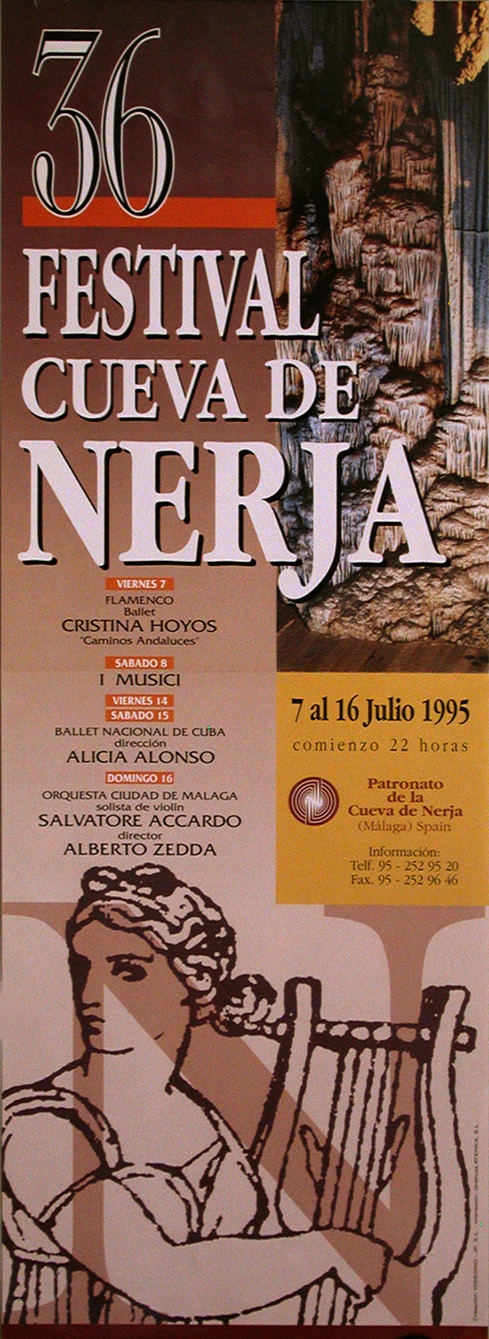 36
FESTIVAL
CUEVA DE
NERJA
VIERNES 7
FLAMENCO
Ballet
CRISTINA HOYOS
"Caminos Andaluces"
SABADO 8
I MUSICI
VIERNES 14
SABADO 15
BALLET NACIONAL DE CUBA
dirección
ALICIA ALONSO
DOMINGO 16
ORQUESTA CIUDAD DE MALAGA
solista de violin
SALVATORE ACCARDO
director
ALBERTO ZEDDA
7 al 16 Julio 1995
comienzo 22 horas
Patronato
de la
Cueva de Nerja
(Málaga) Spain
Información:
Telf. 95 - 252 95 20
Fax. 95 - 252 96 46